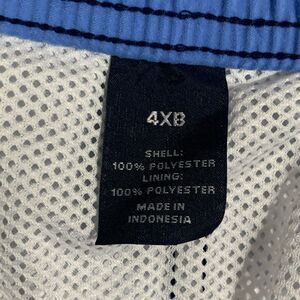 4XB
SHELL:
100% POLYESTER
LINING:
100% POLYESTER
MADE IN
INDONESIA